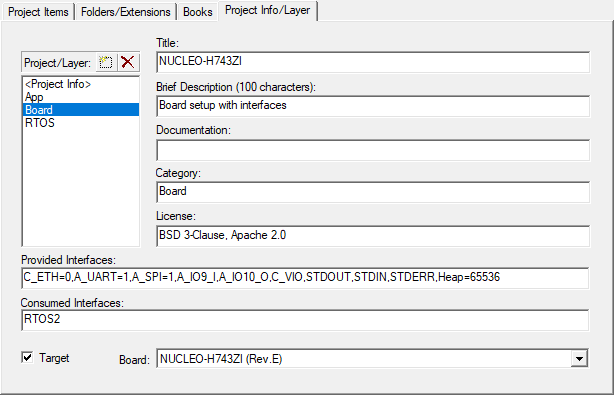 Project Items Folders/Extensions Books Project Info/Layer
Project/Layer:
<Project Info>
App
Board
RTOS
Title:
NUCLEO-H743ZI
Brief Description (100 characters):
Board setup with interfaces
Documentation:
Category:
Board
License:
BSD 3-Clause, Apache 2.0
Provided Interfaces:
C_ETH=0,A_UART=1,A_SPI=1,A_IO9_I,A_IO10_O,C_VIO,STDOUT,STDIN,STDERR,Heap=65536
Consumed Interfaces:
RTOS2
Target Board: NUCLEO-H743ZI (Rev.E)